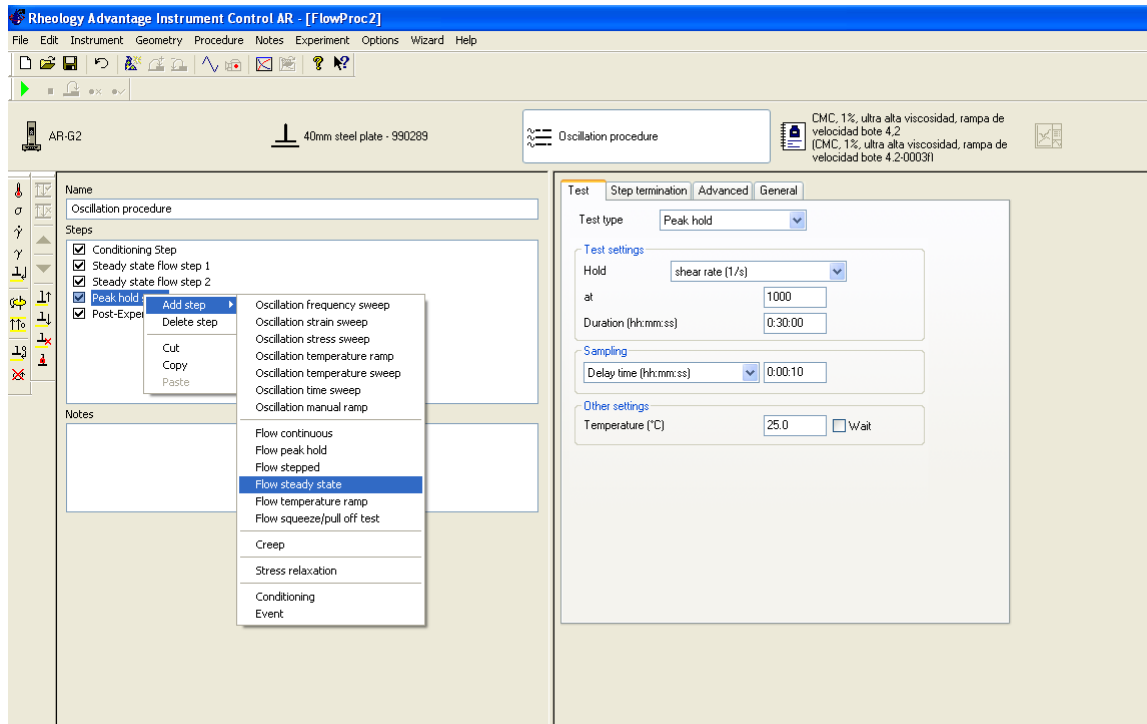 Rheology Advantage Instrument Control AR - [FlowProc2]
File Edit Instrument Geometry Procedure Notes Experiment Options Wizard Help
AR-G2
40mm steel plate - 990289
Oscillation procedure
CMC, 1%, ultra alta viscosidad, rampa de
velocidad bote 4,2
(CMC, 1%, ultra alta viscosidad, rampa de
velocidad bote 4.2-0003f)
Name
Oscillation procedure
Steps
Conditioning Step
Steady state flow step 1
Steady state flow step 2
Peak hold
Post-Exper
Add step
Delete step
Cut
Copy
Paste
Oscillation frequency sweep
Oscillation strain sweep
Oscillation stress sweep
Oscillation temperature ramp
Oscillation temperature sweep
Oscillation time sweep
Oscillation manual ramp
Flow continuous
Flow peak hold
Flow stepped
Flow steady state
Flow temperature ramp
Flow squeeze/pull off test
Creep
Stress relaxation
Conditioning
Event
Notes
Test Step termination Advanced General
Test type Peak hold
Test settings
Hold shear rate (1/s)
at 1000
Duration (hh:mm:ss) 0:30:00
Sampling
Delay time (hh:mm:ss) 0:00:10
Other settings
Temperature (°C) 25.0 Wait